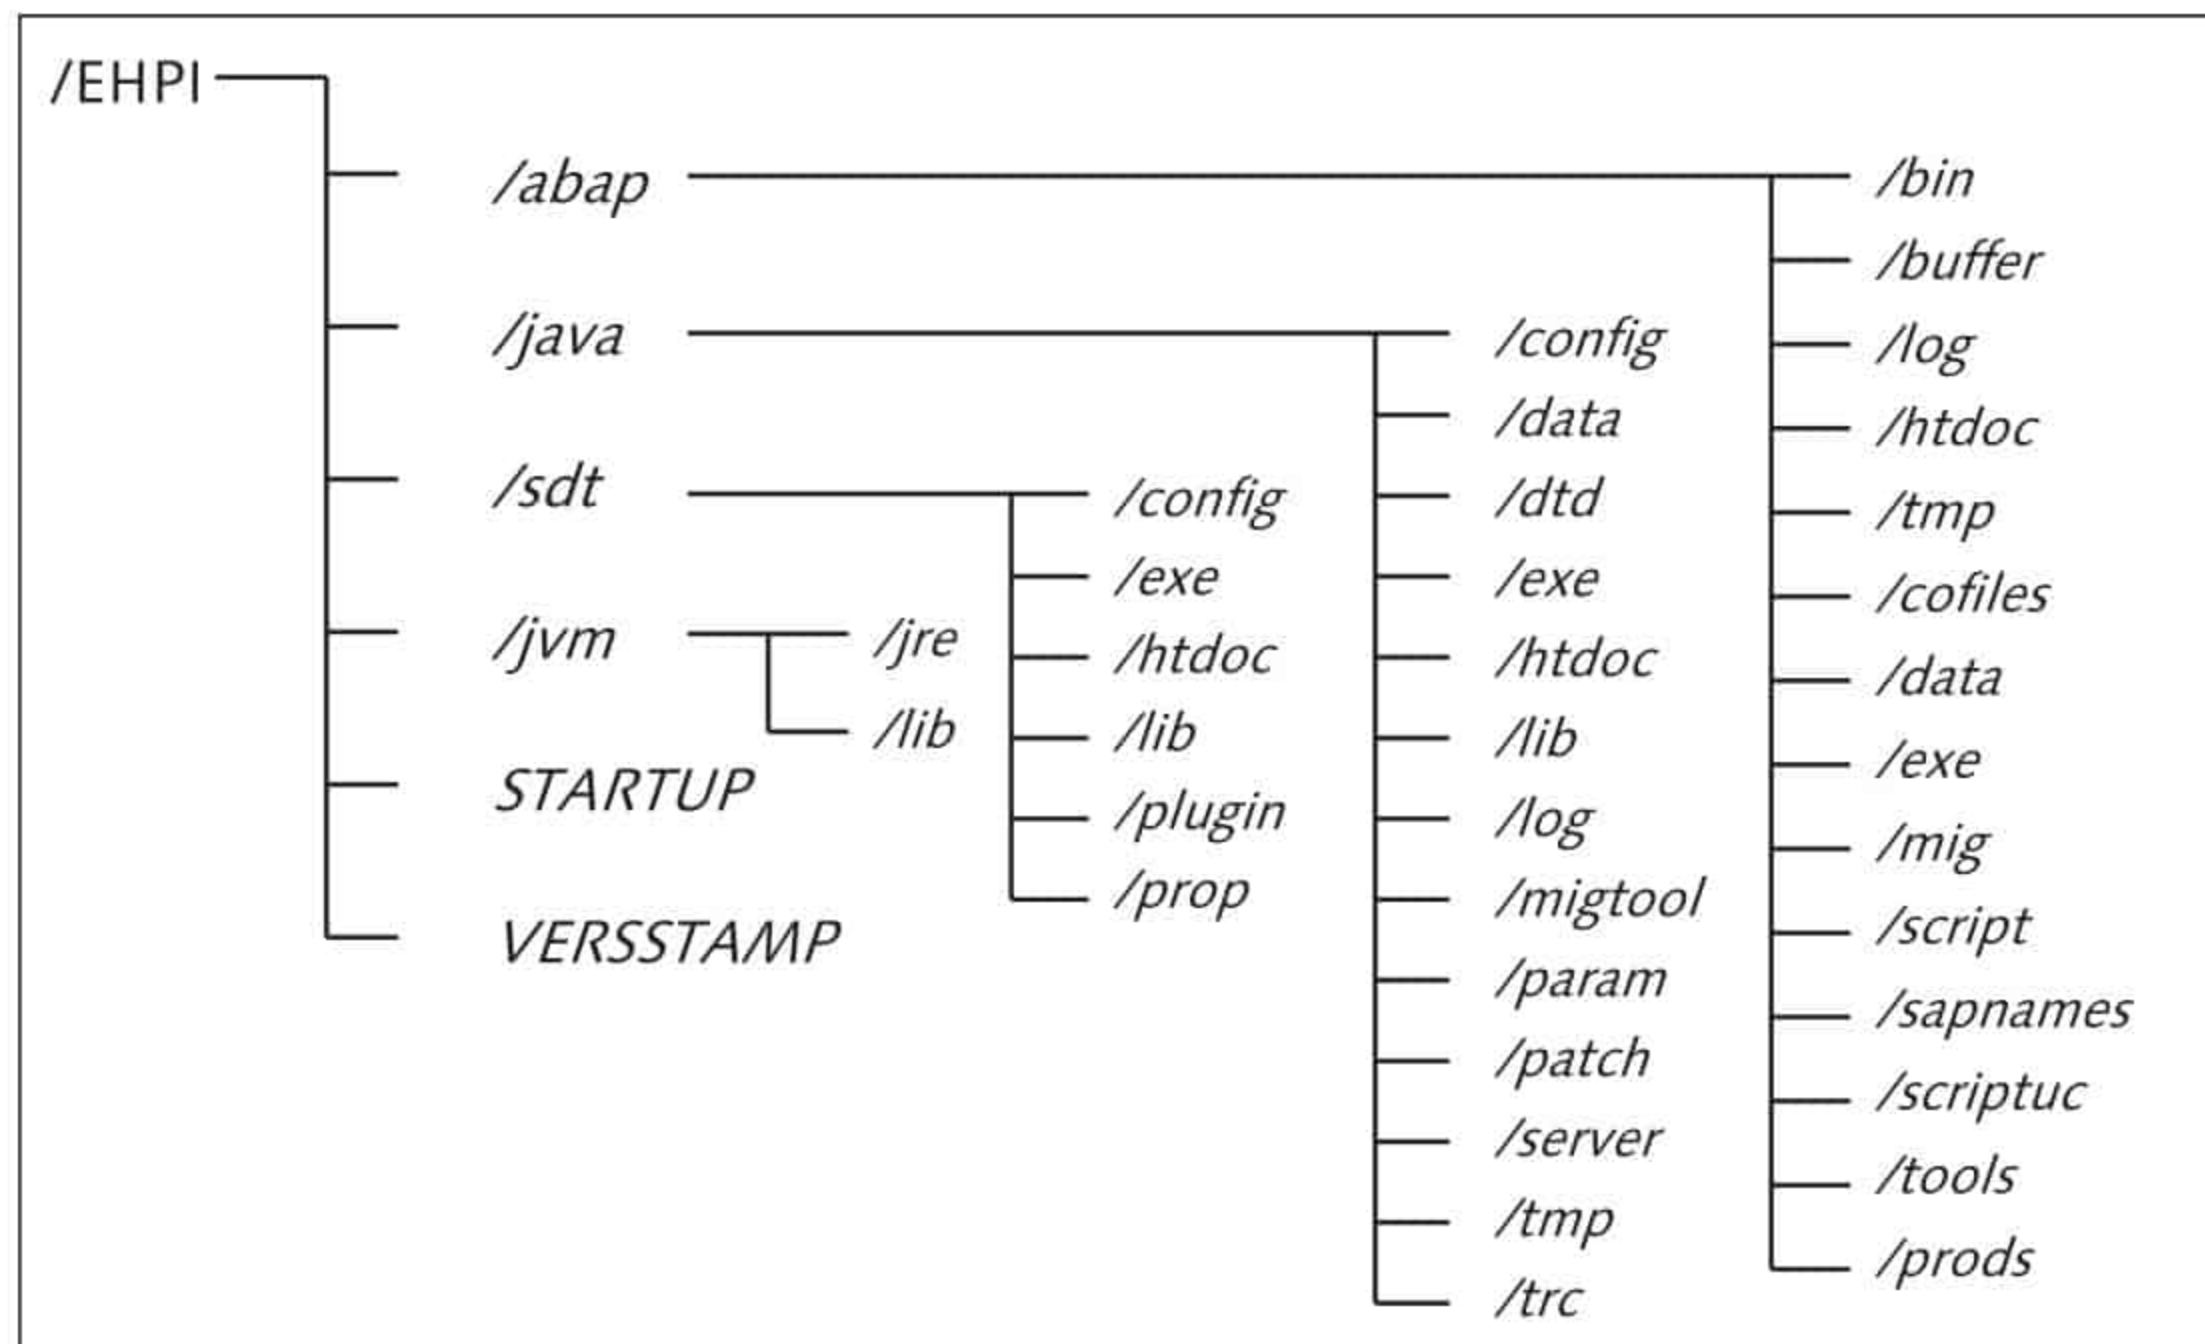 /EHPI
/abap
/java
/sdt
/jvm
STARTUP
VERSSTAMP
/jre
/lib
/config
/exe
/htdoc
/lib
/plugin
/prop
/config
/data
/dtd
/exe
/htdoc
/lib
/log
/migtool
/param
/patch
/server
/tmp
/trc
/bin
/buffer
/log
/htdoc
/tmp
/cofiles
/data
/exe
/mig
/script
/sapnames
/scriptuc
/tools
/prods